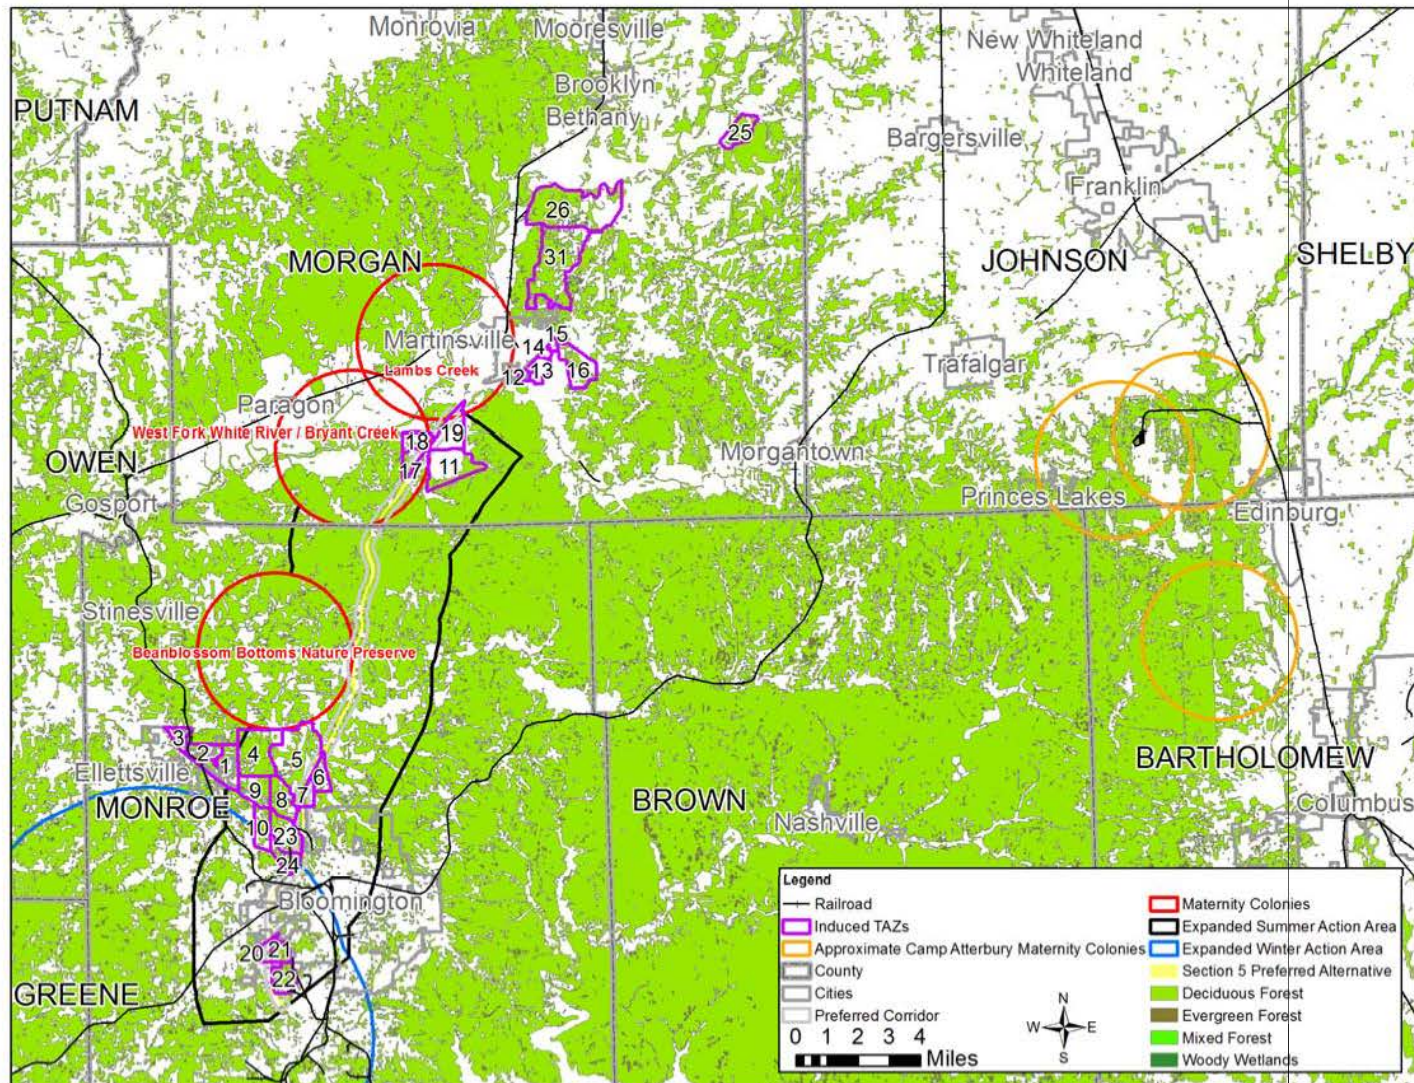 Monrovia
Mooresville
New Whiteland
Whiteland
PUTNAM
Brooklyn
Bethany
25
Bargersville
Franklin
26
MORGAN
31
JOHNSON
SHELBY
Martinsville
15
14
Lambs Creek
12
13
16
Trafalgar
Paragon
West Fork White River / Bryant Creek
18
19
OWEN
17
11
Morgantown
Gosport
Princes Lakes
Edinburg
Stinesville
Beanblossom Bottoms Nature Preserve
3
2
4
5
1
6
Ellettsville
9
8
7
BARTHOLOMEW
MONROE
BROWN
Columbus
10
23
Nashville
24
Bloomington
20
21
22
GREENE
Legend
Railroad
Induced TAZs
Approximate Camp Atterbury Maternity Colonies
County
Cities
Preferred Corridor
0 1 2 3 4
Miles
N
W E
S
Maternity Colonies
Expanded Summer Action Area
Expanded Winter Action Area
Section 5 Preferred Alternative
Deciduous Forest
Evergreen Forest
Mixed Forest
Woody Wetlands